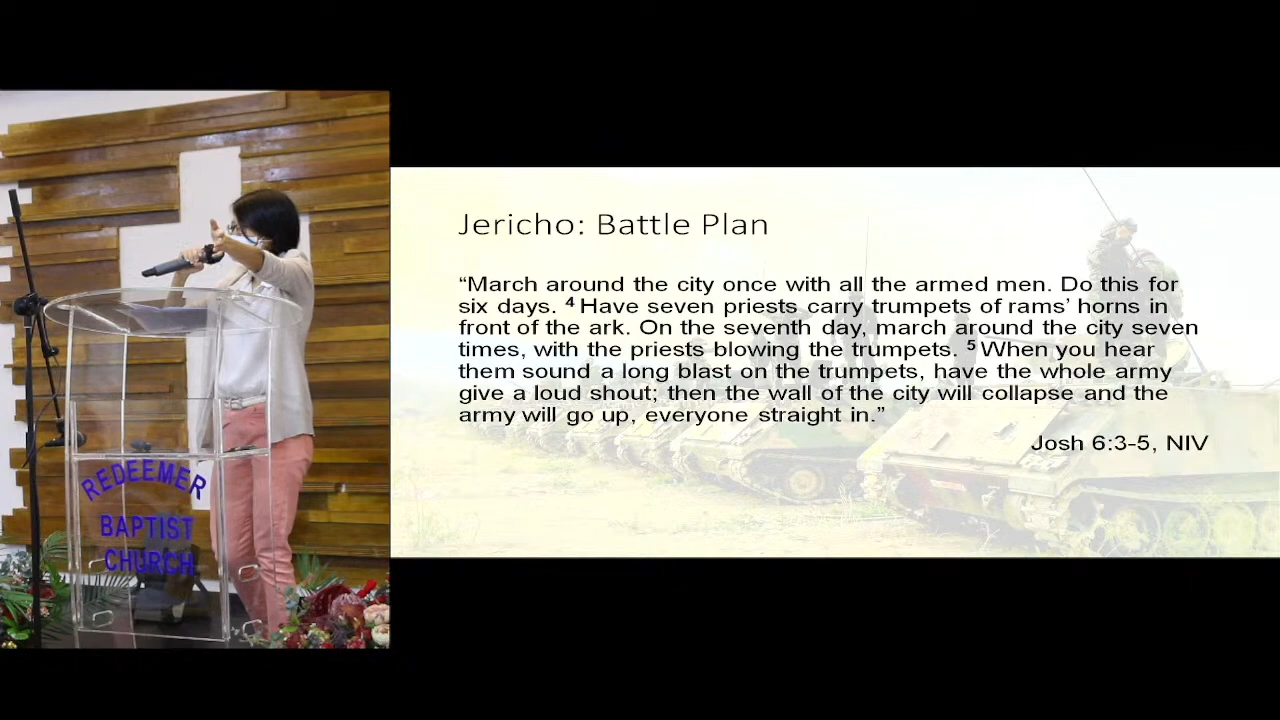 REDEEMER
BAPTIST
CHURCH
Jericho: Battle Plan
“March around the city once with all the armed men. Do this for
six days. ⁴ Have seven priests carry trumpets of rams’ horns in
front of the ark. On the seventh day, march around the city seven
times, with the priests blowing the trumpets. ⁵ When you hear
them sound a long blast on the trumpets, have the whole army
give a loud shout; then the wall of the city will collapse and the
army will go up, everyone straight in.”
Josh 6:3-5, NIV